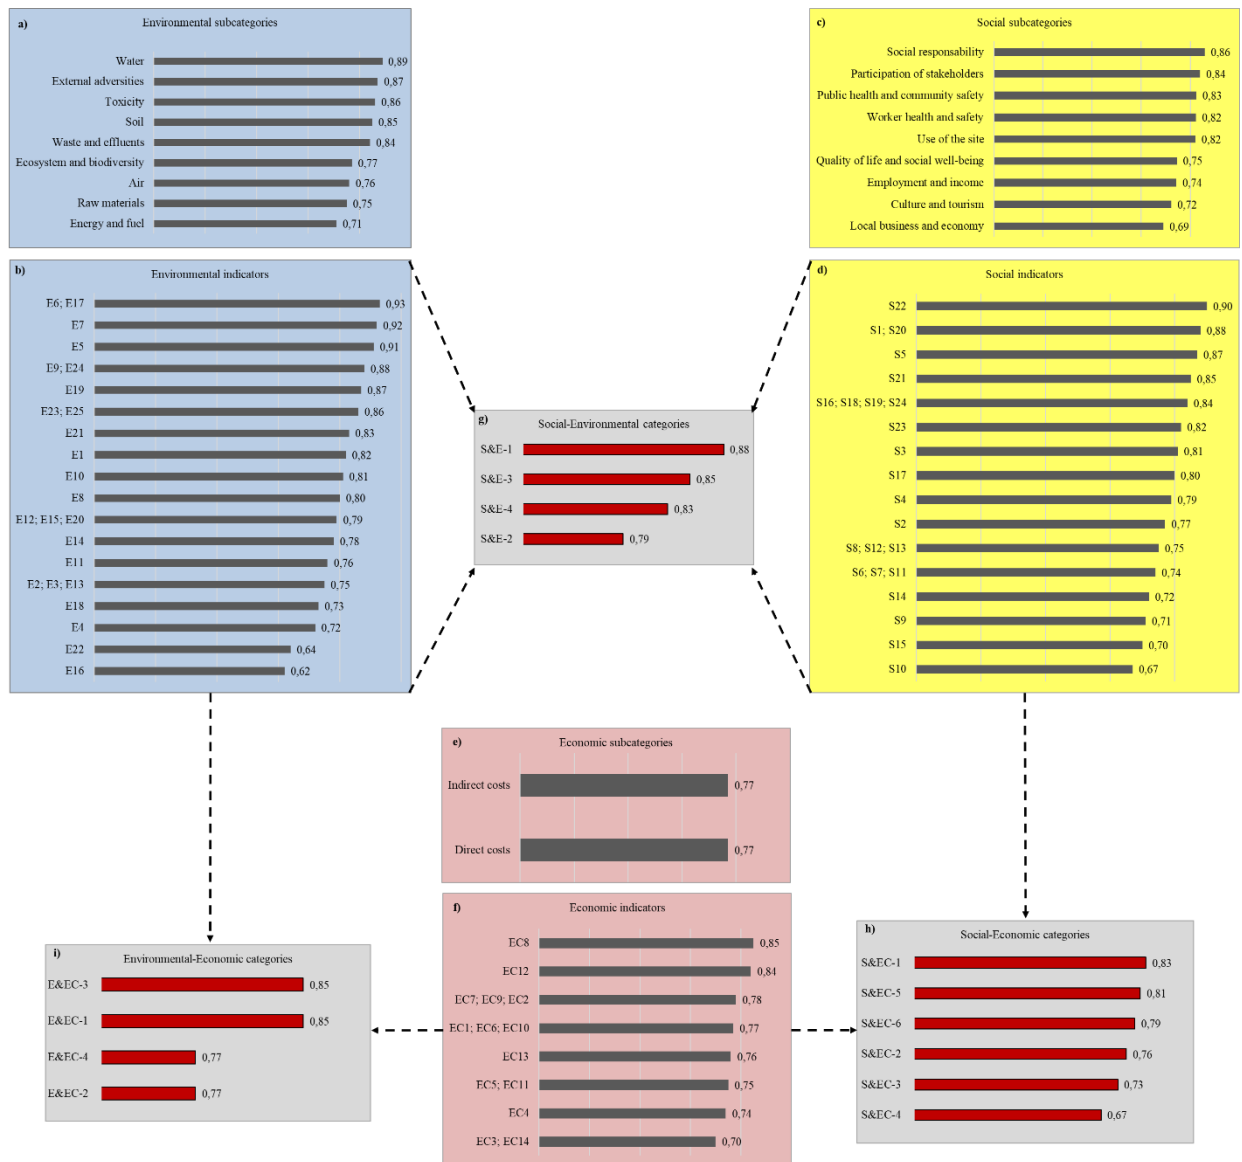 a)
Environmental subcategories
Water 0,89
External adversities 0,87
Toxicity 0,86
Soil 0,85
Waste and effluents 0,84
Ecosystem and biodiversity 0,77
Air 0,76
Raw materials 0,75
Energy and fuel 0,71
c)
Social subcategories
Social responsability 0,86
Participation of stakeholders 0,84
Public health and community safety 0,83
Worker health and safety 0,82
Use of the site 0,82
Quality of life and social well-being 0,75
Employment and income 0,74
Culture and tourism 0,72
Local business and economy 0,69
b)
Environmental indicators
E6; E17 0,93
E7 0,92
E5 0,91
E9; E24 0,88
E19 0,87
E23; E25 0,86
E21 0,83
E1 0,82
E10 0,81
E8 0,80
E12; E15; E20 0,79
E14 0,78
E11 0,76
E2; E3; E13 0,75
E18 0,73
E4 0,72
E22 0,64
E16 0,62
g)
Social-Environmental categories
S&E-1 0,88
S&E-3 0,85
S&E-4 0,83
S&E-2 0,79
d)
Social indicators
S22 0,90
S1; S20 0,88
S5 0,87
S21 0,85
S16; S18; S19; S24 0,84
S23 0,82
S3 0,81
S17 0,80
S4 0,79
S2 0,77
S8; S12; S13 0,75
S6; S7; S11 0,74
S14 0,72
S9 0,71
S15 0,70
S10 0,67
e)
Economic subcategories
Indirect costs 0,77
Direct costs 0,77
i)
Environmental-Economic categories
E&EC-3 0,85
E&EC-1 0,85
E&EC-4 0,77
E&EC-2 0,77
f)
Economic indicators
EC8 0,85
EC12 0,84
EC7; EC9; EC2 0,78
EC1; EC6; EC10 0,77
EC13 0,76
EC5; EC11 0,75
EC4 0,74
EC3; EC14 0,70
h)
Social-Economic categories
S&EC-1 0,83
S&EC-5 0,81
S&EC-6 0,79
S&EC-2 0,76
S&EC-3 0,73
S&EC-4 0,67